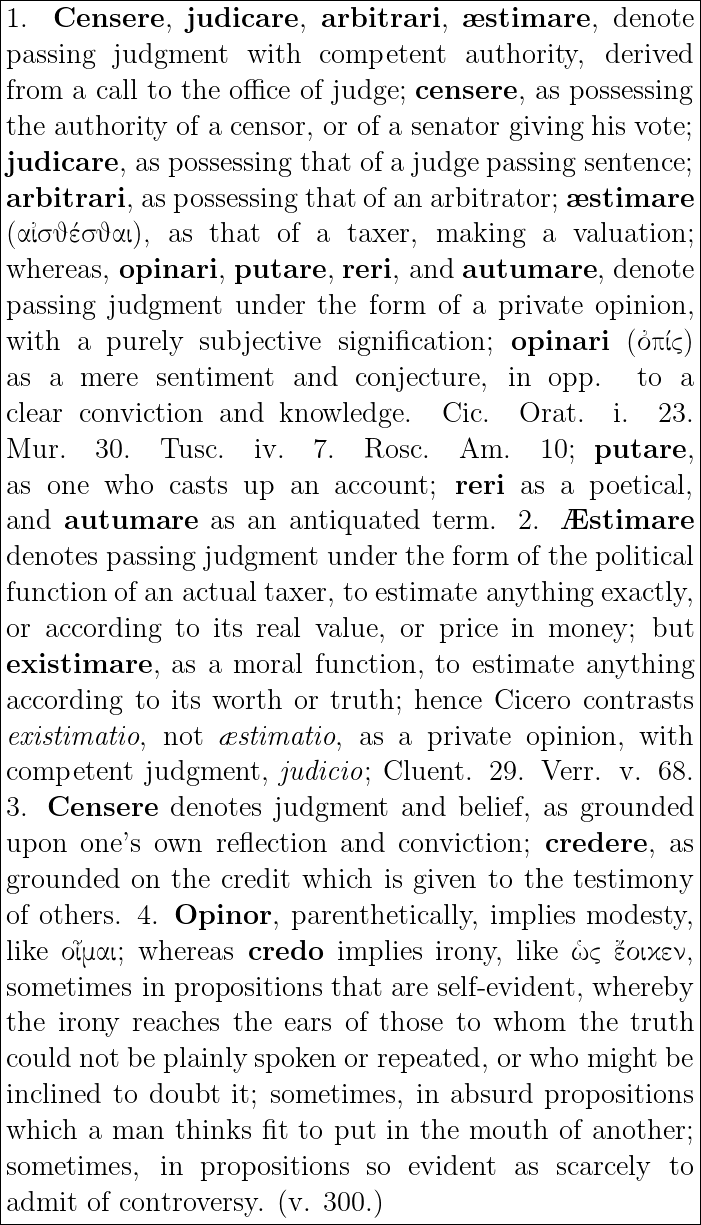 1. Censere, judicare, arbitrari, æstimare, denote
passing judgment with competent authority, derived
from a call to the office of judge; censere, as possessing
the authority of a censor, or of a senator giving his vote;
judicare, as possessing that of a judge passing sentence;
arbitrari, as possessing that of an arbitrator; æstimare
(αἰσϑέσϑαι), as that of a taxer, making a valuation;
whereas, opinari, putare, reri, and autumare, denote
passing judgment under the form of a private opinion,
with a purely subjective signification; opinari (ὀπίς)
as a mere sentiment and conjecture, in opp. to a
clear conviction and knowledge. Cic. Orat. i. 23.
Mur. 30. Tusc. iv. 7. Rosc. Am. 10; putare,
as one who casts up an account; reri as a poetical,
and autumare as an antiquated term. 2. Æstimare
denotes passing judgment under the form of the political
function of an actual taxer, to estimate anything exactly,
or according to its real value, or price in money; but
existimare, as a moral function, to estimate anything
according to its worth or truth; hence Cicero contrasts
existimatio, not æstimatio, as a private opinion, with
competent judgment, judicio; Cluent. 29. Verr. v. 68.
3. Censere denotes judgment and belief, as grounded
upon one's own reflection and conviction; credere, as
grounded on the credit which is given to the testimony
of others. 4. Opinor, parenthetically, implies modesty,
like οἶμαι; whereas credo implies irony, like ὡς ἔοιϰεν,
sometimes in propositions that are self-evident, whereby
the irony reaches the ears of those to whom the truth
could not be plainly spoken or repeated, or who might be
inclined to doubt it; sometimes, in absurd propositions
which a man thinks fit to put in the mouth of another;
sometimes, in propositions so evident as scarcely to
admit of controversy. (v. 300.)